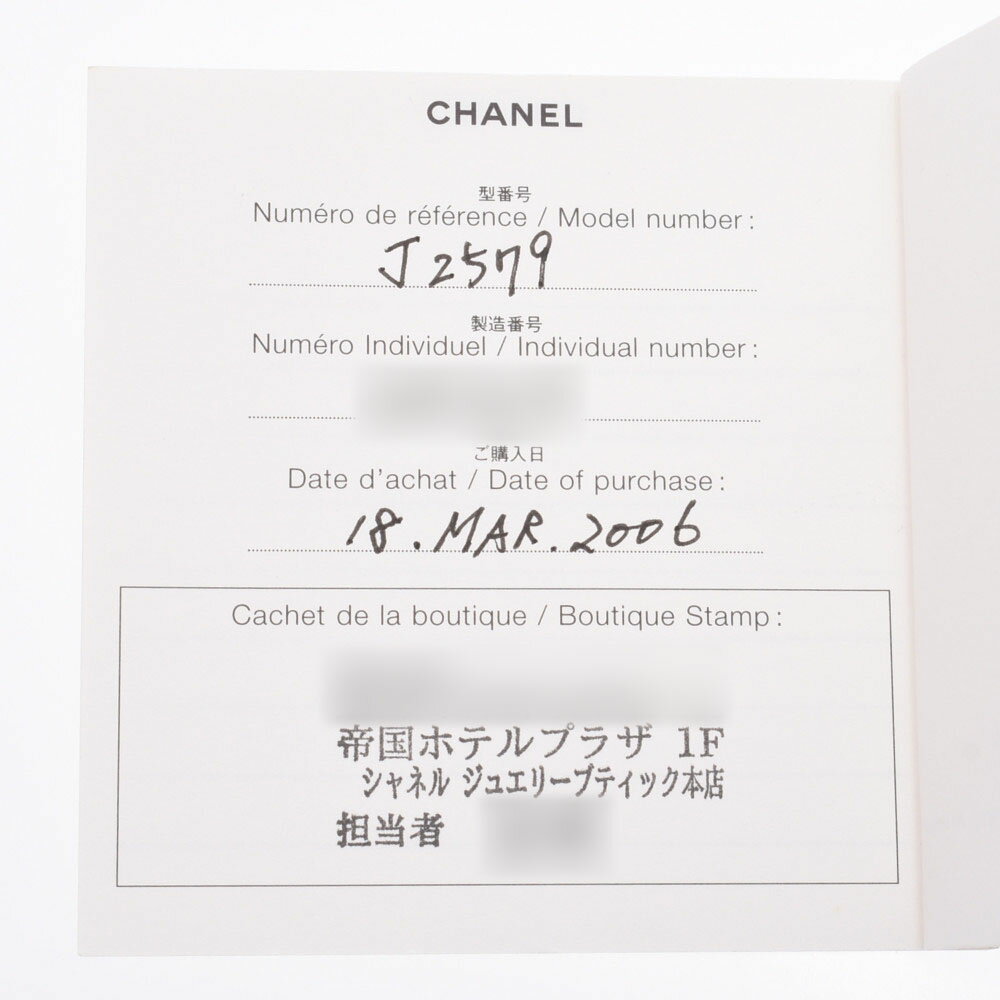 CHANEL
型番号
Numéro de référence / Model number :
J2579
製造番号
Numéro Individuel / Individual number :
ご購入日
Date d'achat / Date of purchase :
18. MAR. 2006
Cachet de la boutique / Boutique Stamp :
帝国ホテルプラザ 1F
シャネル ジュエリーブティック本店
担当者